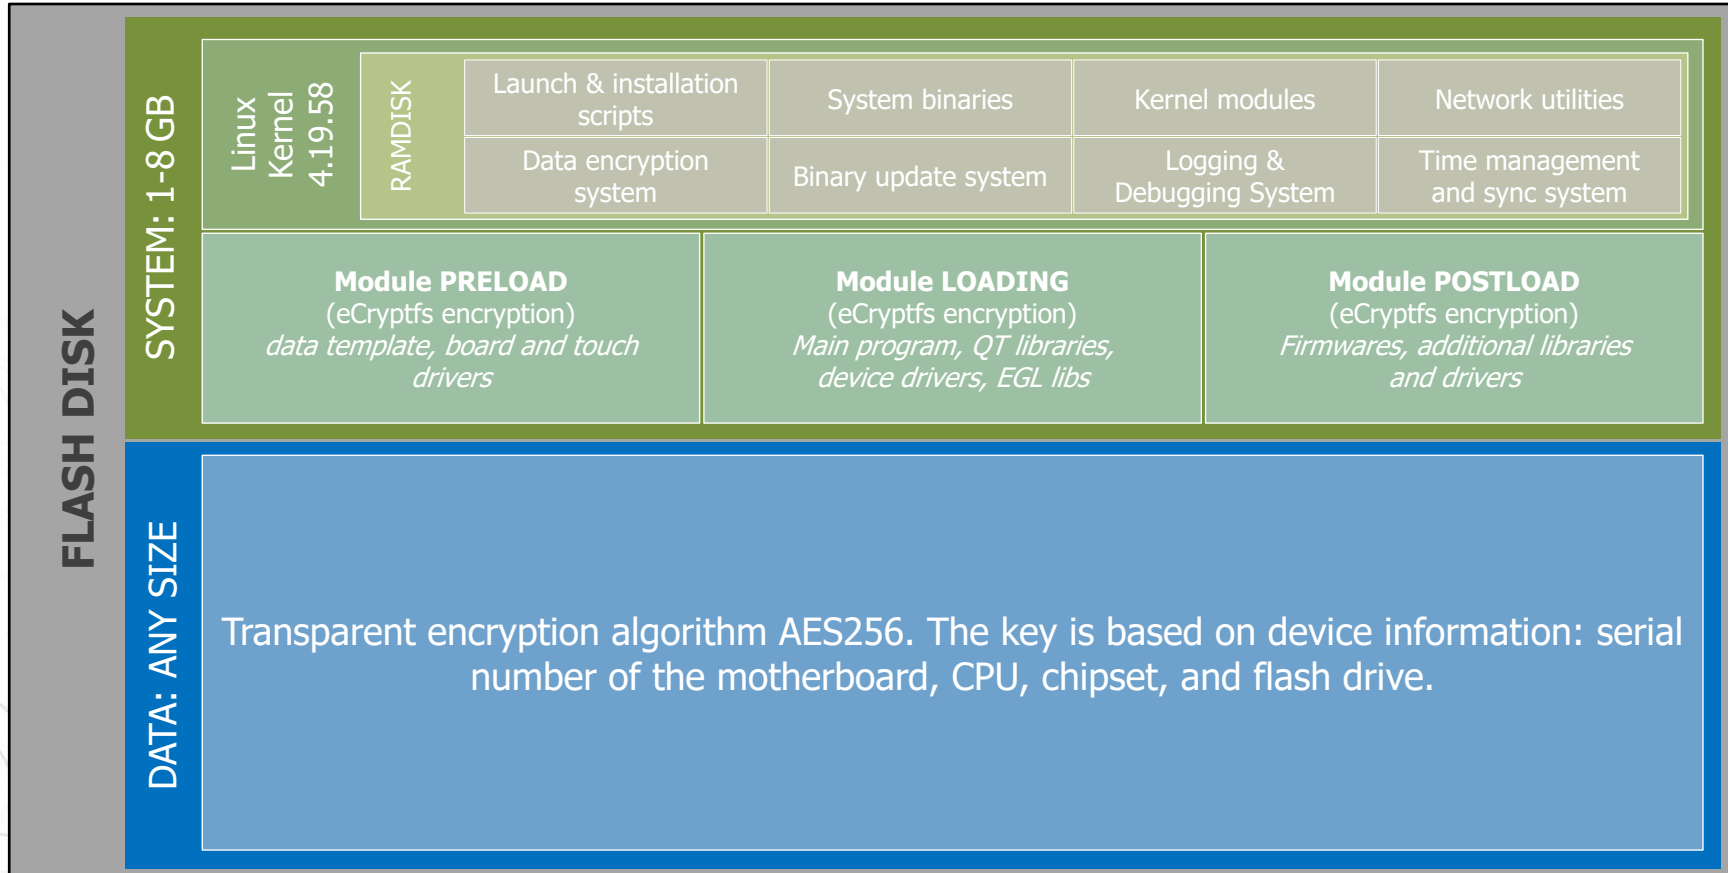 FLASH DISK
SYSTEM: 1-8 GB
Linux
Kernel
4.19.58
RAMDISK
Launch & installation
scripts
System binaries
Kernel modules
Network utilities
Data encryption
system
Binary update system
Logging &
Debugging System
Time management
and sync system
Module PRELOAD
(eCryptfs encryption)
data template, board and touch
drivers
Module LOADING
(eCryptfs encryption)
Main program, QT libraries,
device drivers, EGL libs
Module POSTLOAD
(eCryptfs encryption)
Firmwares, additional libraries
and drivers
DATA: ANY SIZE
Transparent encryption algorithm AES256. The key is based on device information: serial
number of the motherboard, CPU, chipset, and flash drive.